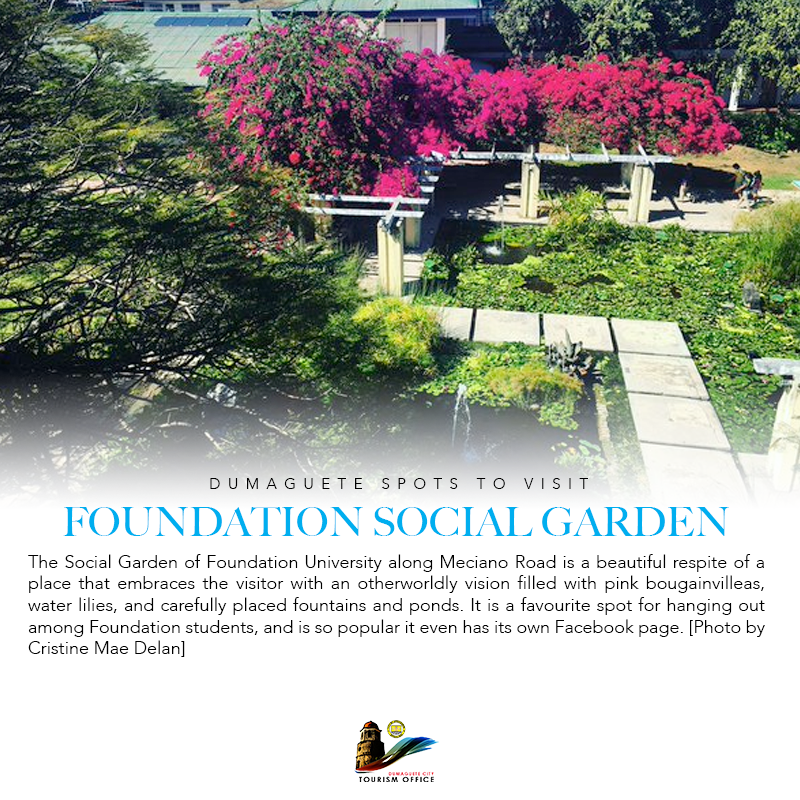 DUMAGUETE SPOTS TO VISIT
FOUNDATION SOCIAL GARDEN
The Social Garden of Foundation University along Meciano Road is a beautiful respite of a
place that embraces the visitor with an otherworldly vision filled with pink bougainvilleas,
water lilies, and carefully placed fountains and ponds. It is a favourite spot for hanging out
among Foundation students, and is so popular it even has its own Facebook page. [Photo by
Cristine Mae Delan]
DUMAGUETE CITY
TOURISM OFFICE